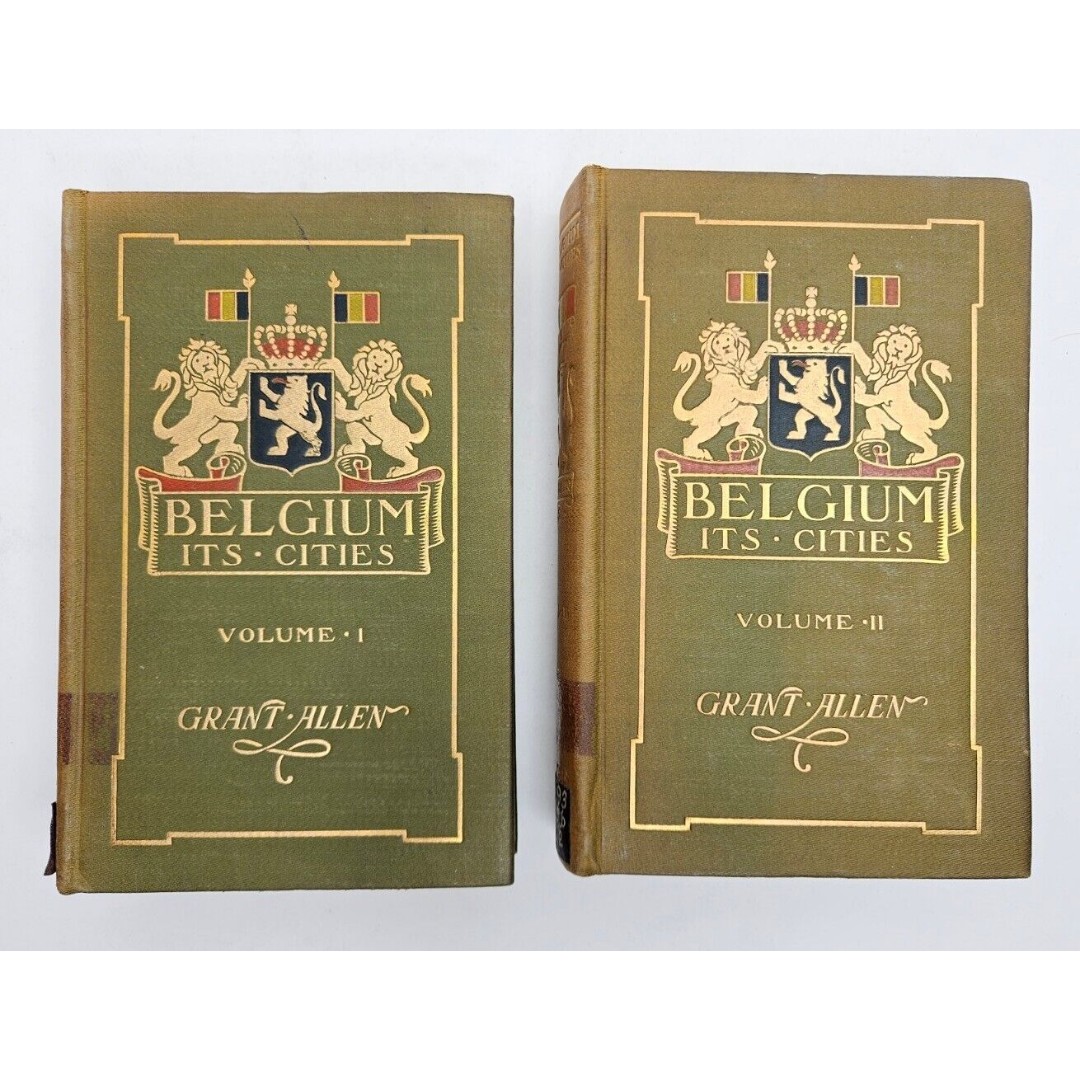 BELGIUM
ITS · CITIES
VOLUME · I
GRANT · ALLEN
BELGIUM
ITS · CITIES
VOLUME · II
GRANT · ALLEN